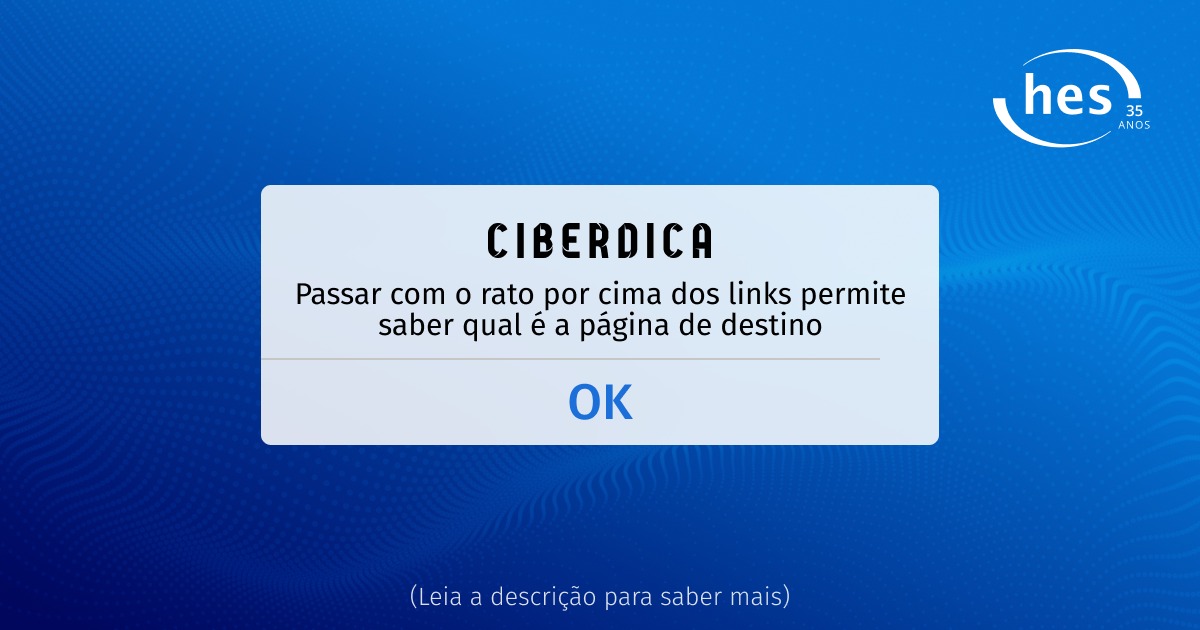 hes
35
ANOS
CIBERDICA
Passar com o rato por cima dos links permite
saber qual é a página de destino
OK
(Leia a descrição para saber mais)